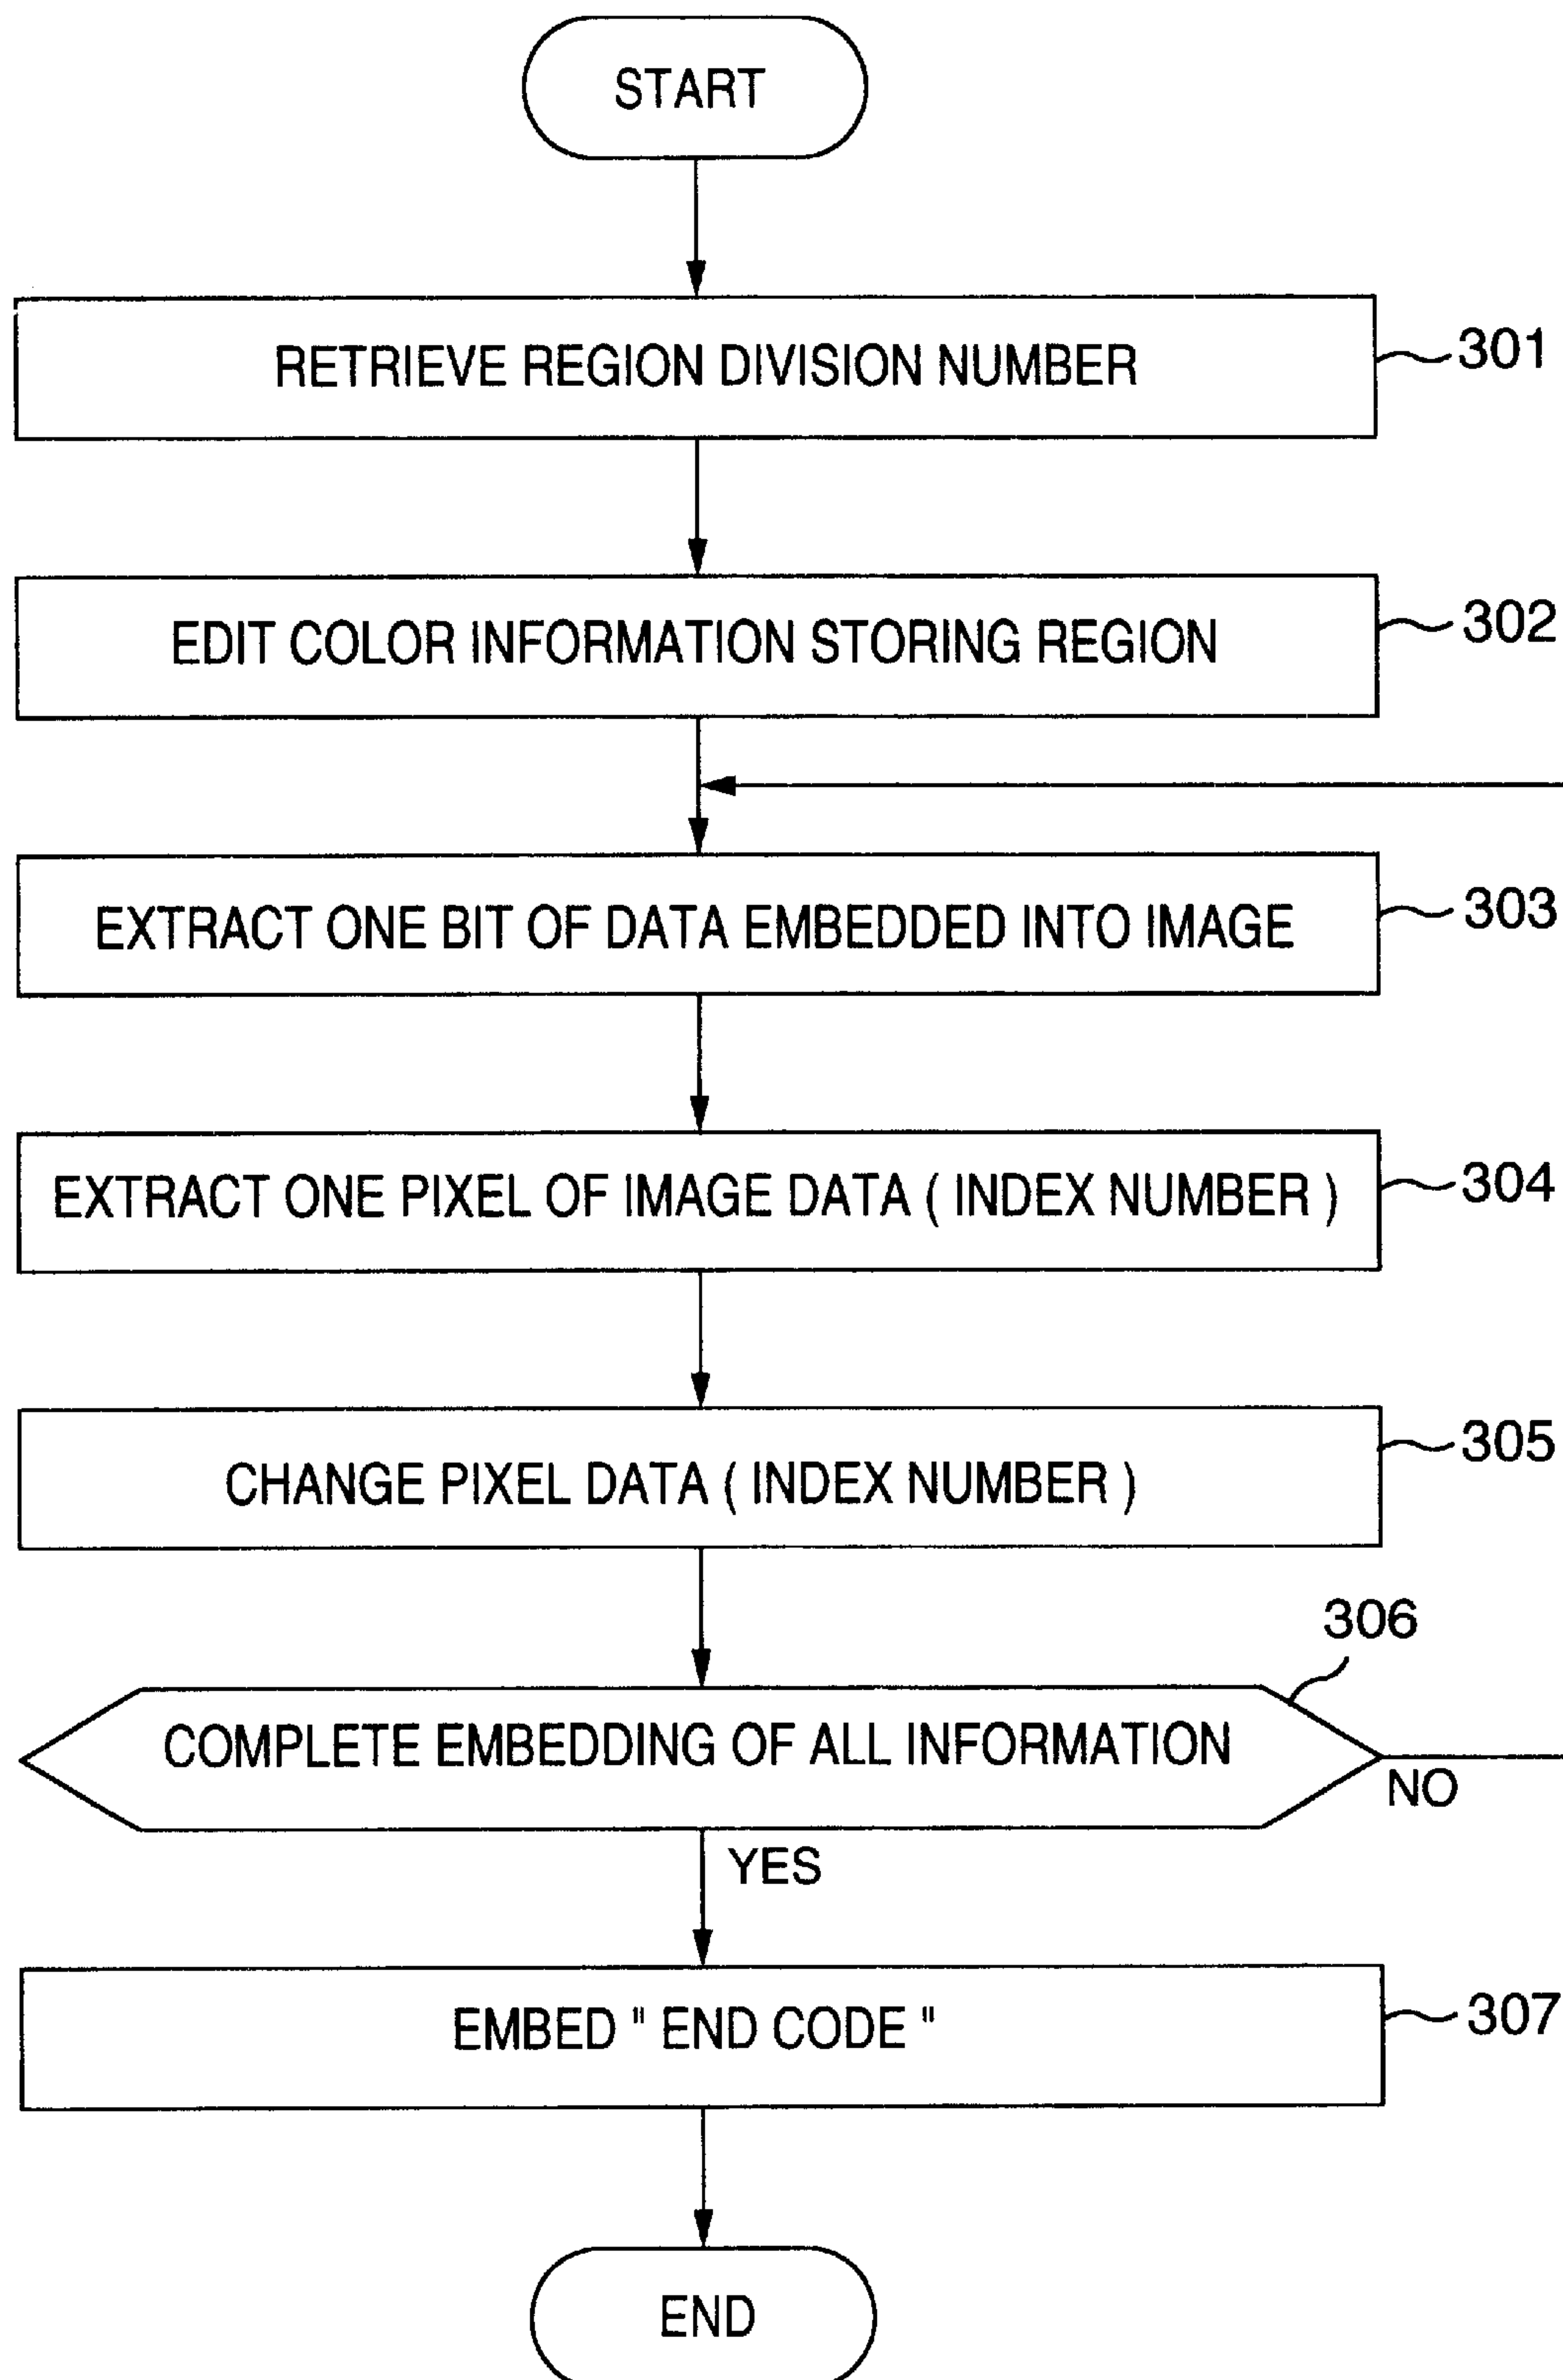 START
RETRIEVE REGION DIVISION NUMBER
301
EDIT COLOR INFORMATION STORING REGION
302
EXTRACT ONE BIT OF DATA EMBEDDED INTO IMAGE
303
EXTRACT ONE PIXEL OF IMAGE DATA ( INDEX NUMBER )
304
CHANGE PIXEL DATA ( INDEX NUMBER )
305
306
COMPLETE EMBEDDING OF ALL INFORMATION
NO
YES
EMBED " END CODE "
307
END